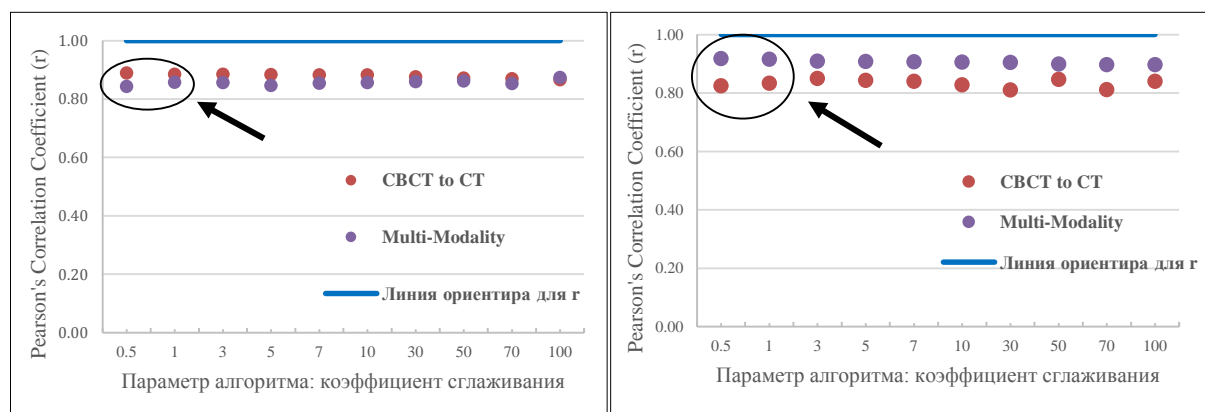 Pearson's Correlation Coefficient (r)
1.00
0.80
0.60
0.40
0.20
0.00
CBCT to CT
Multi-Modality
Линия ориентира для r
0.5 1 3 5 7 10 30 50 70 100
Параметр алгоритма: коэффициент сглаживания
Pearson's Correlation Coefficient (r)
1.00
0.80
0.60
0.40
0.20
0.00
CBCT to CT
Multi-Modality
Линия ориентира для r
0.5 1 3 5 7 10 30 50 70 100
Параметр алгоритма: коэффициент сглаживания